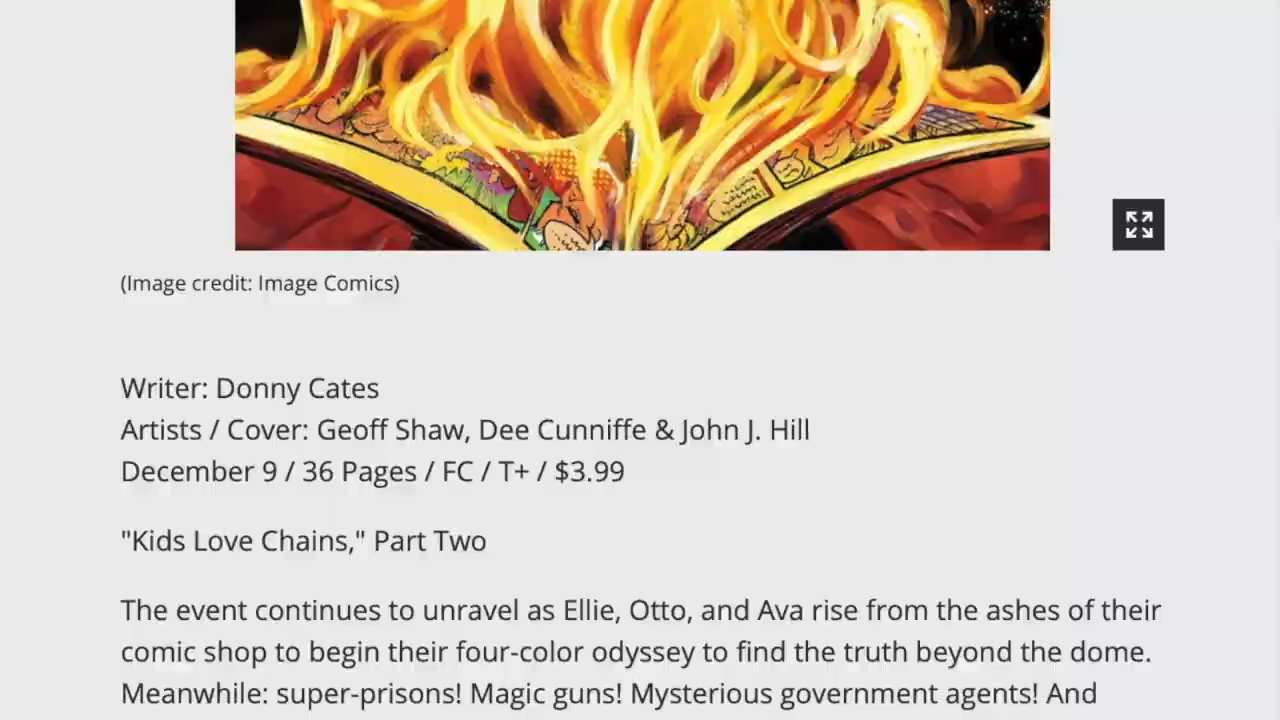 (Image credit: Image Comics)
Writer: Donny Cates
Artists / Cover: Geoff Shaw, Dee Cunniffe & John J. Hill
December 9 / 36 Pages / FC / T+ / $3.99
"Kids Love Chains," Part Two
The event continues to unravel as Ellie, Otto, and Ava rise from the ashes of their
comic shop to begin their four-color odyssey to find the truth beyond the dome.
Meanwhile: super-prisons! Magic guns! Mysterious government agents! And